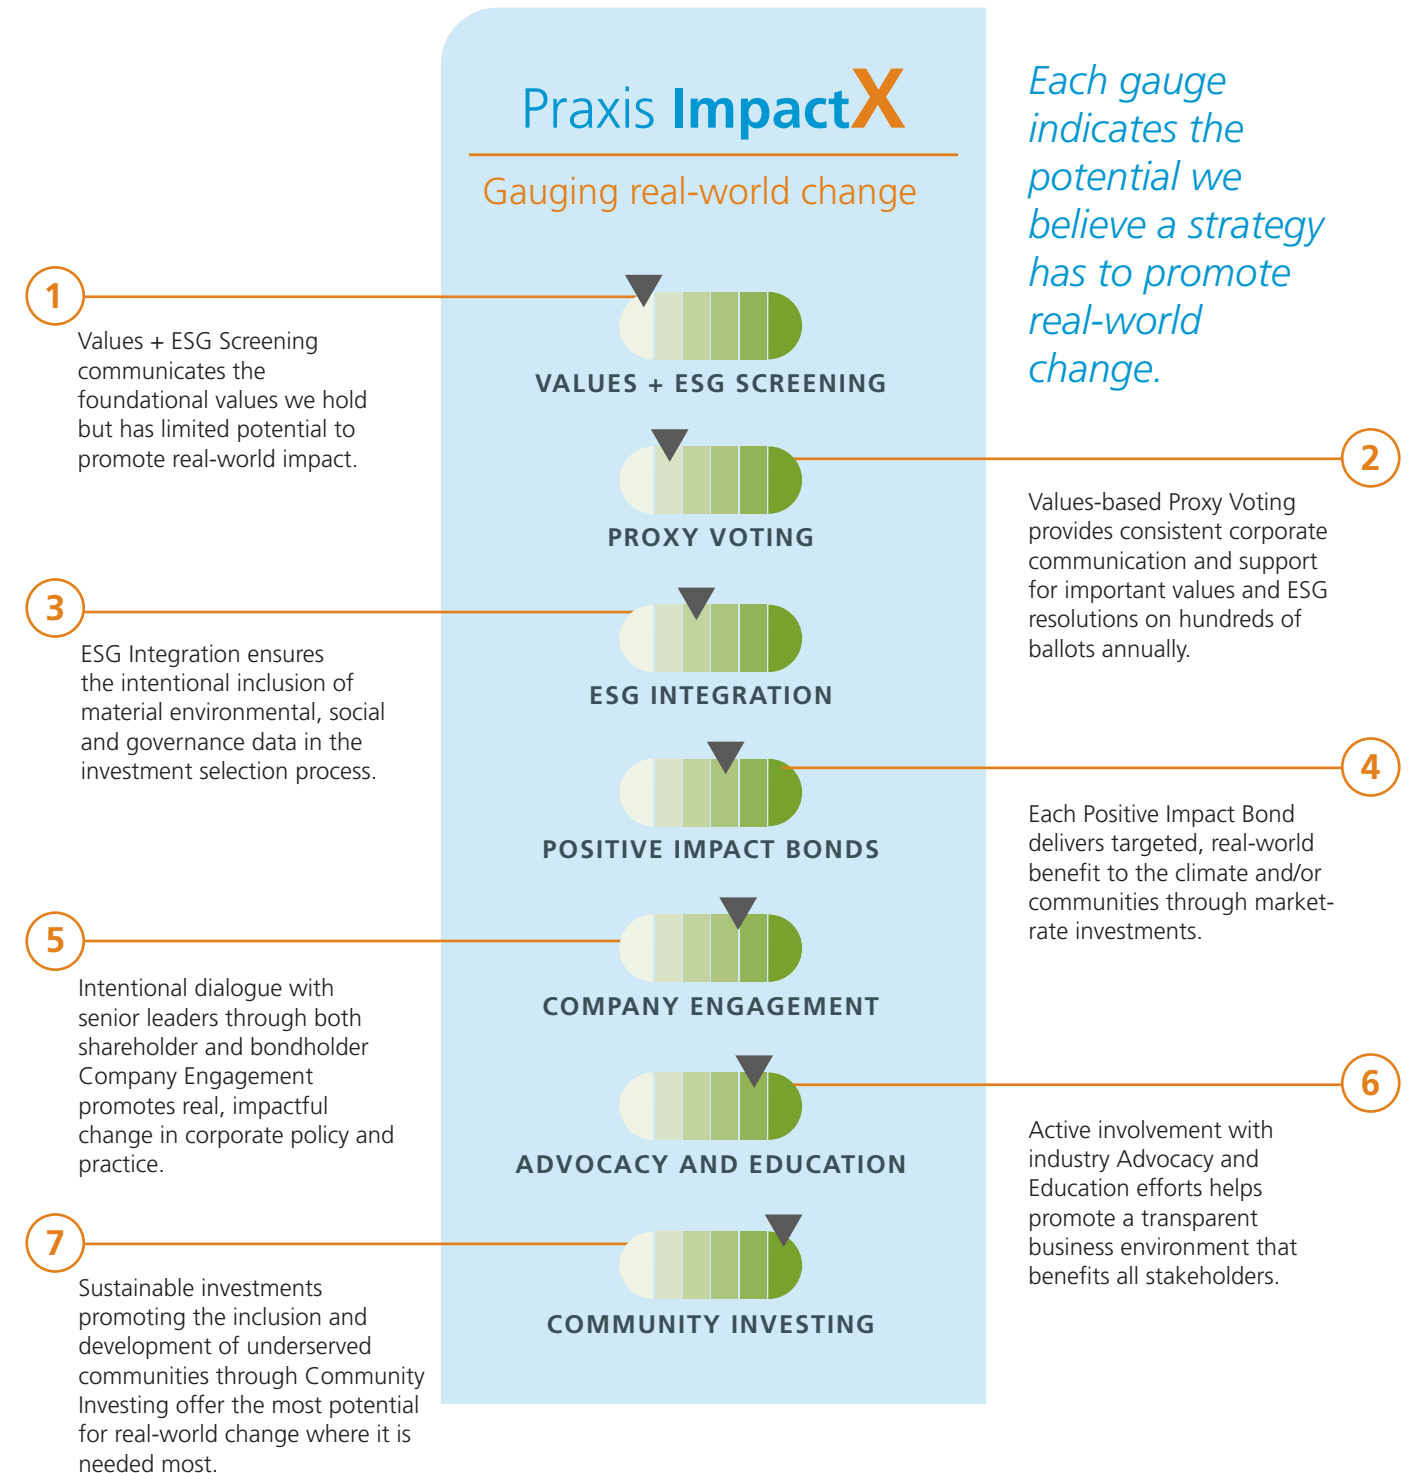 Praxis ImpactX
Gauging real-world change
Each gauge
indicates the
potential we
believe a strategy
has to promote
real-world
change.
1
Values + ESG Screening
communicates the
foundational values we hold
but has limited potential to
promote real-world impact.
VALUES + ESG SCREENING
2
Values-based Proxy Voting
provides consistent corporate
communication and support
for important values and ESG
resolutions on hundreds of
ballots annually.
PROXY VOTING
3
ESG Integration ensures
the intentional inclusion of
material environmental, social
and governance data in the
investment selection process.
ESG INTEGRATION
4
Each Positive Impact Bond
delivers targeted, real-world
benefit to the climate and/or
communities through market-
rate investments.
POSITIVE IMPACT BONDS
5
Intentional dialogue with
senior leaders through both
shareholder and bondholder
Company Engagement
promotes real, impactful
change in corporate policy and
practice.
COMPANY ENGAGEMENT
6
Active involvement with
industry Advocacy and
Education efforts helps
promote a transparent
business environment that
benefits all stakeholders.
ADVOCACY AND EDUCATION
7
Sustainable investments
promoting the inclusion and
development of underserved
communities through Community
Investing offer the most potential
for real-world change where it is
needed most.
COMMUNITY INVESTING